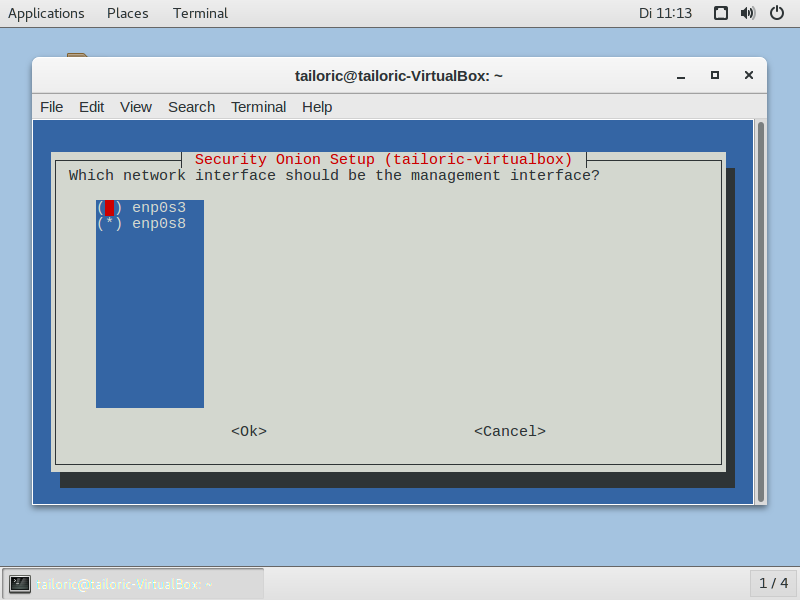 Applications Places Terminal Di 11:13
tailoric@tailoric-VirtualBox: ~
File Edit View Search Terminal Help
Security Onion Setup (tailoric-virtualbox)
Which network interface should be the management interface?
( ) enp0s3
(*) enp0s8
<Ok> <Cancel>
tailoric@tailoric-VirtualBox: ~ 1 / 4